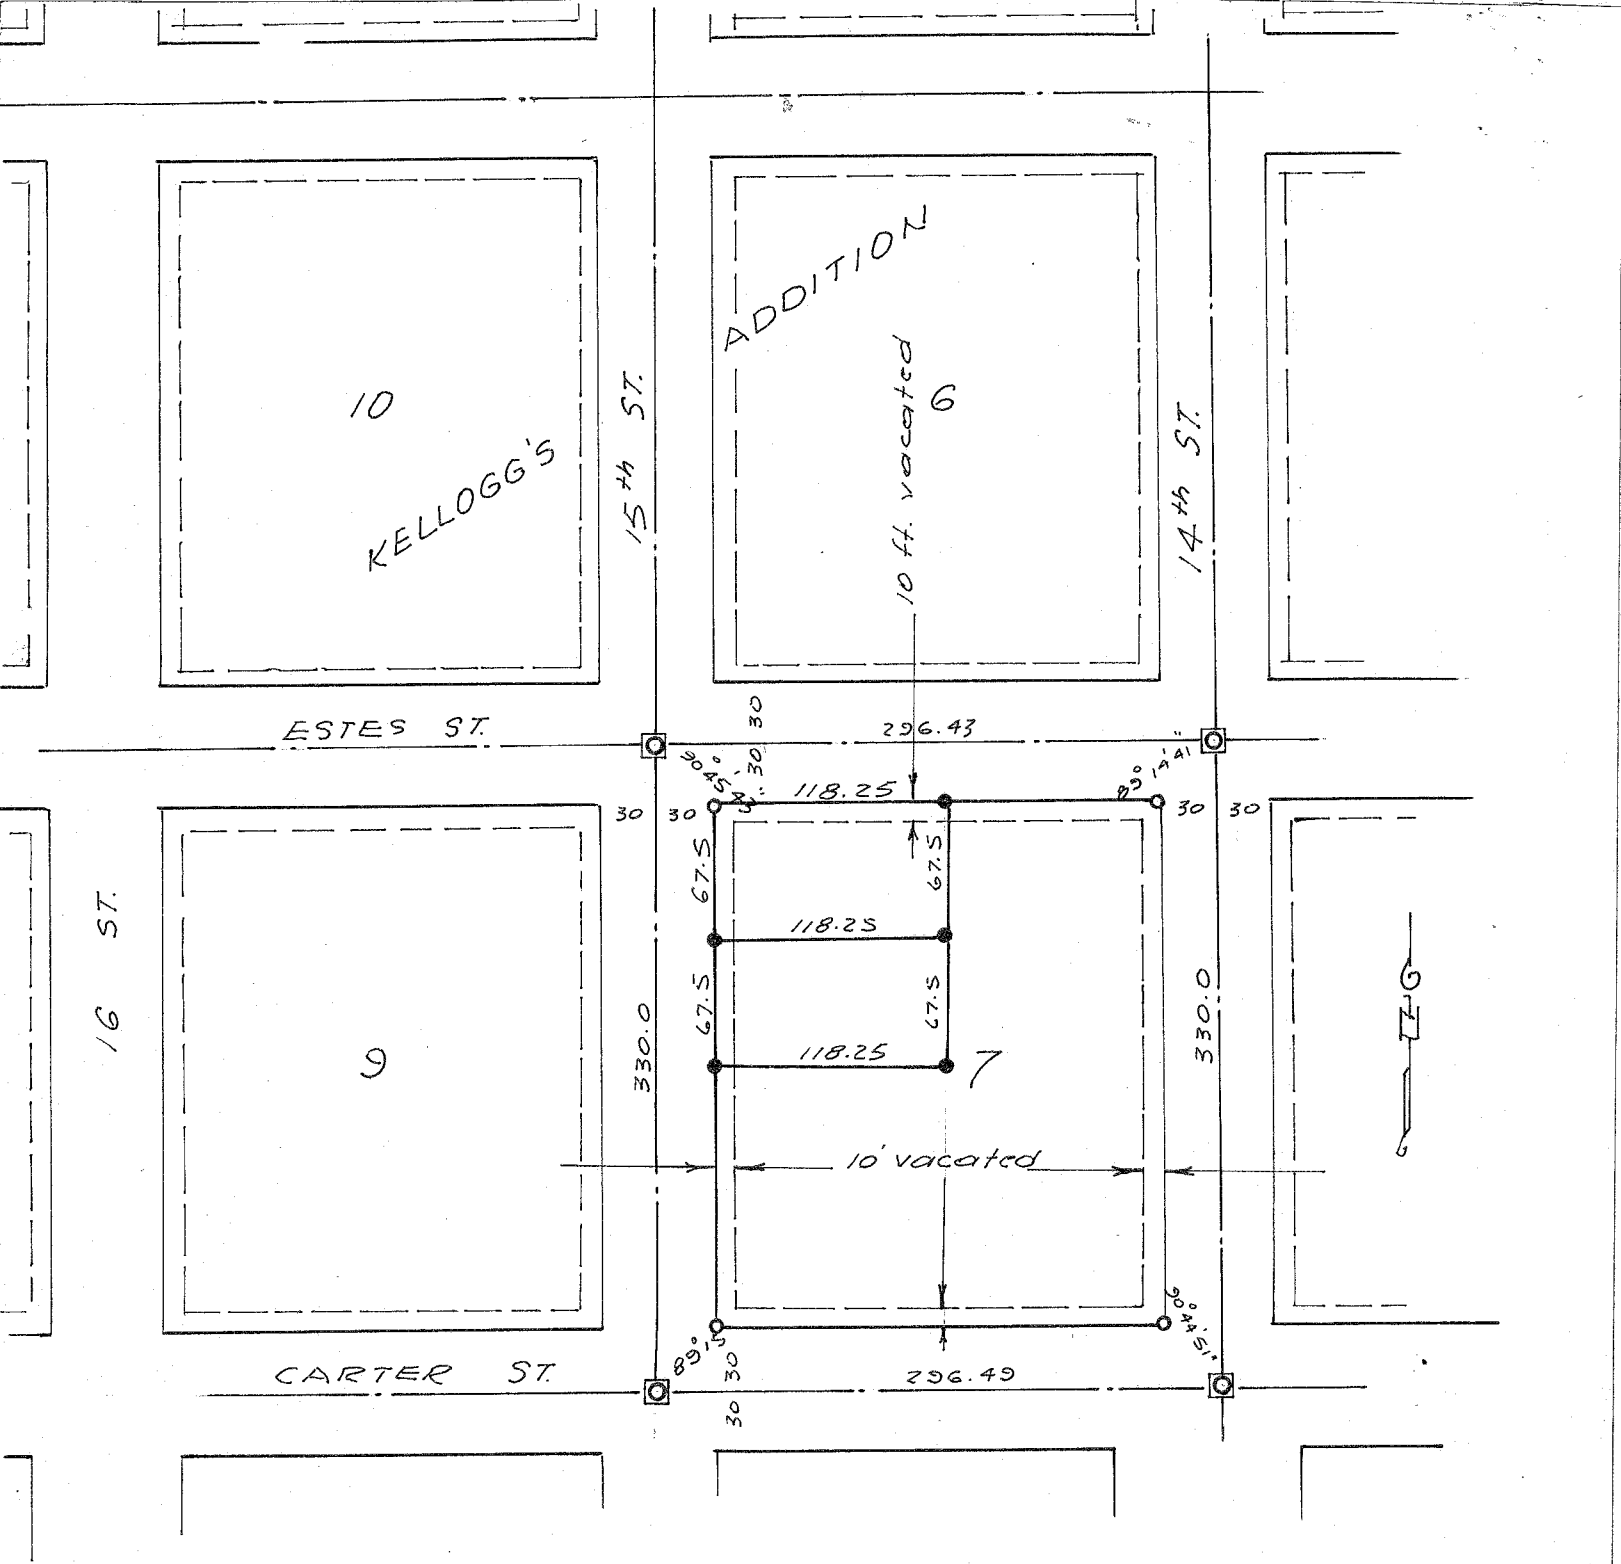 ADDITION
10 ft. vacated
6
10
KELLOGG'S
15th ST.
14th ST.
ESTES ST.
30
30
296.43
90° 45' 43"
89° 14' 41"
118.25
30 30
30 30
67.5
67.5
118.25
16 ST.
67.5
67.5
330.0
330.0
9
118.25
7
10' vacated
90° 44' 51"
89° 15'
CARTER ST.
30
30
296.49